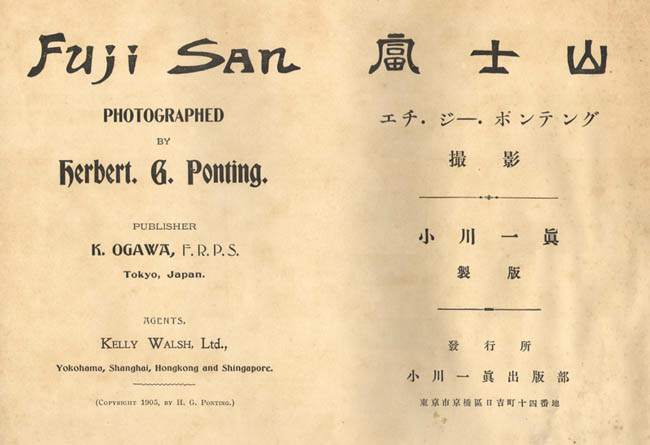 Fuji San
PHOTOGRAPHED
BY
Herbert. G. Ponting.
PUBLISHER
K. OGAWA, F.R.P.S.
Tokyo, Japan.
AGENTS.
KELLY WALSH, Ltd.,
Yokohama, Shanghai, Hongkong and Shingapore.
(COPYRIGHT 1905, BY H. G. PONTING.)
富士山
エチ．ジー．ポンテング
撮影
小川一眞
製版
發行所
小川一眞出版部
東京市京橋區日吉町十四番地